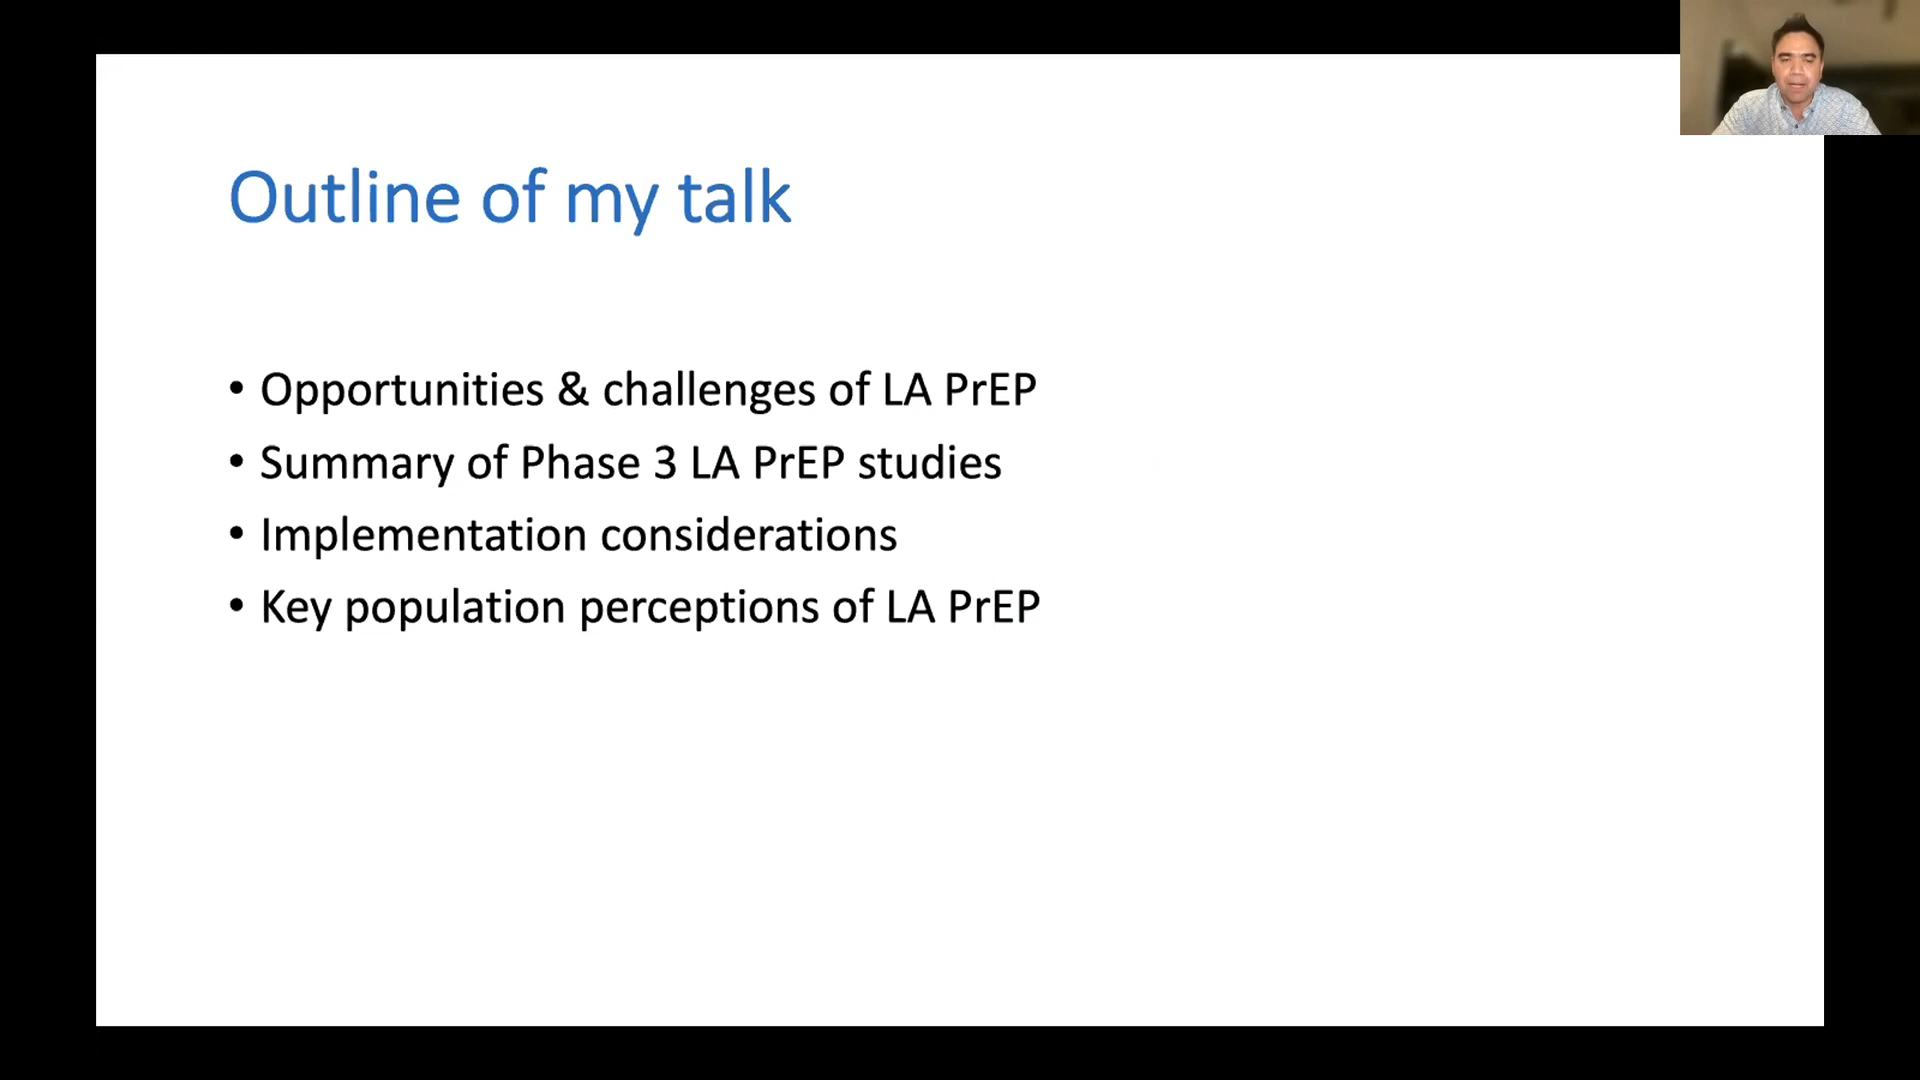 Outline of my talk
• Opportunities & challenges of LA PrEP
• Summary of Phase 3 LA PrEP studies
• Implementation considerations
• Key population perceptions of LA PrEP